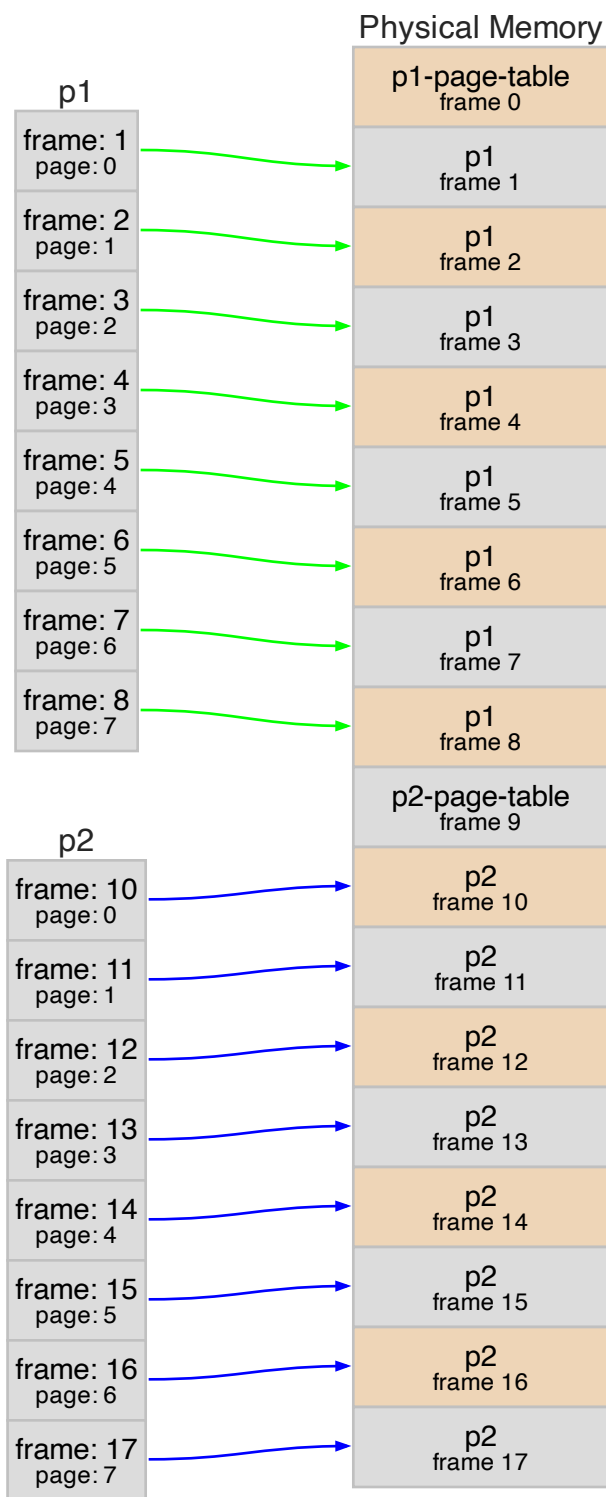 Physical Memory
p1-page-table
frame 0
p1
frame 1
p1
frame 2
p1
frame 3
p1
frame 4
p1
frame 5
p1
frame 6
p1
frame 7
p1
frame 8
p2-page-table
frame 9
p2
frame 10
p2
frame 11
p2
frame 12
p2
frame 13
p2
frame 14
p2
frame 15
p2
frame 16
p2
frame 17
p1
frame: 1
page: 0
frame: 2
page: 1
frame: 3
page: 2
frame: 4
page: 3
frame: 5
page: 4
frame: 6
page: 5
frame: 7
page: 6
frame: 8
page: 7
p2
frame: 10
page: 0
frame: 11
page: 1
frame: 12
page: 2
frame: 13
page: 3
frame: 14
page: 4
frame: 15
page: 5
frame: 16
page: 6
frame: 17
page: 7